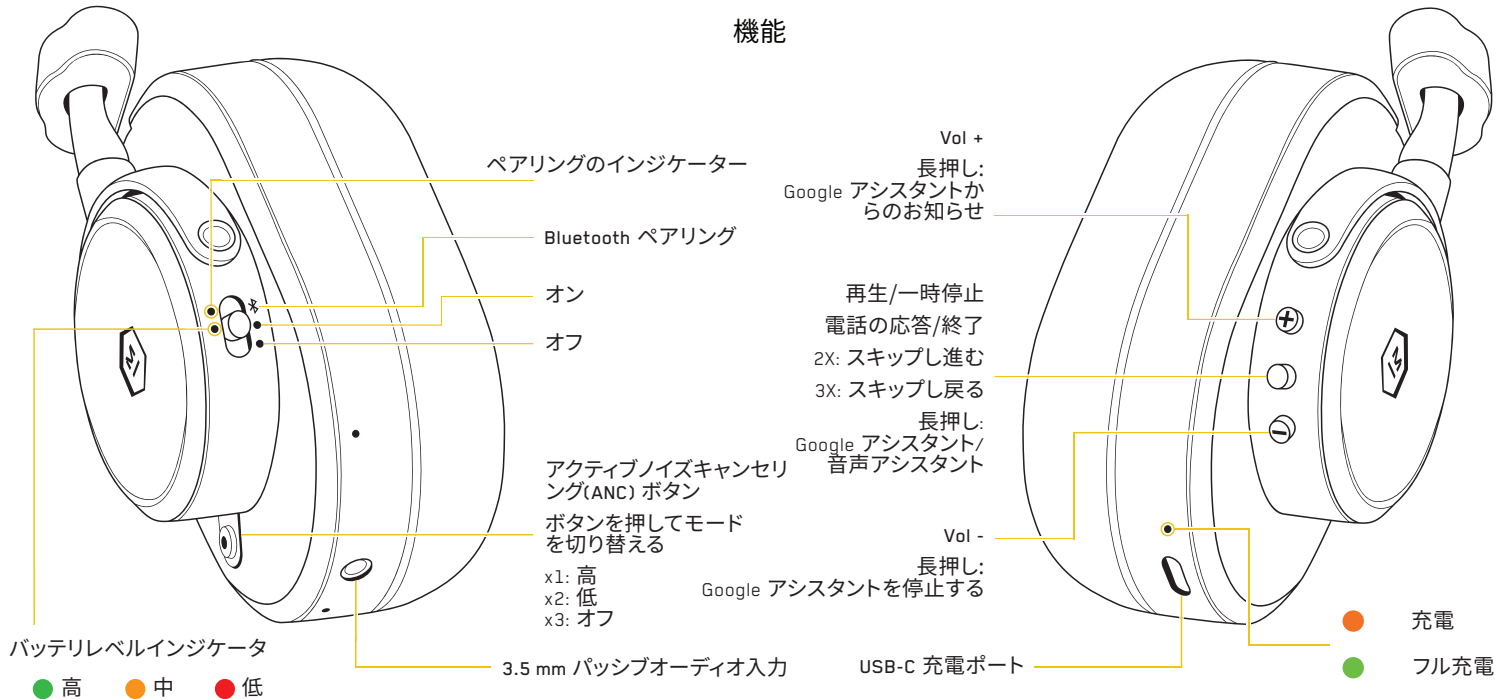 機能
ペアリングのインジケーター
Bluetooth ペアリング
オン
オフ
アクティブノイズキャンセリ
ング(ANC) ボタン
ボタンを押してモード
を切り替える
x1: 高
x2: 低
x3: オフ
3.5 mm パッシブオーディオ入力
バッテリレベルインジケータ
高 中 低
Vol +
長押し:
Google アシスタントか
らのお知らせ
再生/一時停止
電話の応答/終了
2X: スキップし進む
3X: スキップし戻る
長押し:
Google アシスタント/
音声アシスタント
Vol -
長押し:
Google アシスタントを停止する
USB-C 充電ポート
充電
フル充電